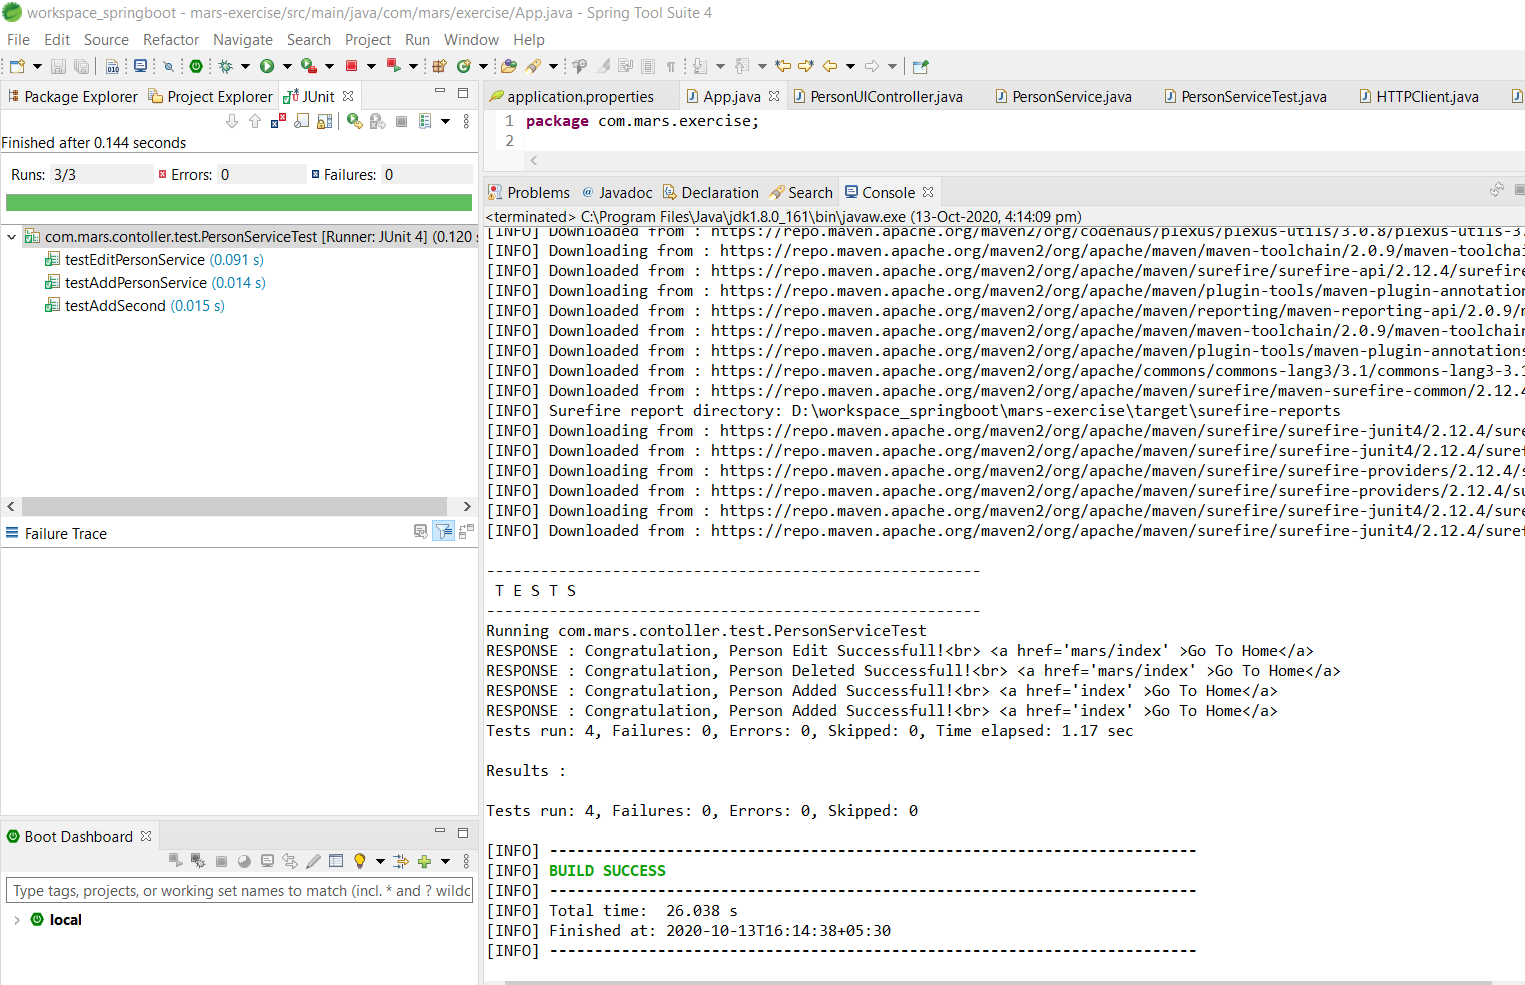 workspace_springboot - mars-exercise/src/main/java/com/mars/exercise/App.java - Spring Tool Suite 4
File Edit Source Refactor Navigate Search Project Run Window Help
Package Explorer Project Explorer JUnit
Finished after 0.144 seconds
Runs: 3/3 Errors: 0 Failures: 0
com.mars.contoller.test.PersonServiceTest [Runner: JUnit 4] (0.120 s
testEditPersonService (0.091 s)
testAddPersonService (0.014 s)
testAddSecond (0.015 s)
Failure Trace
Boot Dashboard
Type tags, projects, or working set names to match (incl. * and ? wildc
local
application.properties App.java PersonUIController.java PersonService.java PersonServiceTest.java HTTPClient.java
1 package com.mars.exercise;
2
Problems Javadoc Declaration Search Console
<terminated> C:\Program Files\Java\jdk1.8.0_161\bin\javaw.exe (13-Oct-2020, 4:14:09 pm)
[INFO] Downloaded from : https://repo.maven.apache.org/maven2/org/codehaus/plexus/plexus-utils/3.0.8/plexus-utils-3.
[INFO] Downloading from : https://repo.maven.apache.org/maven2/org/apache/maven/maven-toolchain/2.0.9/maven-toolchai
[INFO] Downloaded from : https://repo.maven.apache.org/maven2/org/apache/maven/surefire/surefire-api/2.12.4/surefire
[INFO] Downloading from : https://repo.maven.apache.org/maven2/org/apache/maven/plugin-tools/maven-plugin-annotation
[INFO] Downloaded from : https://repo.maven.apache.org/maven2/org/apache/maven/reporting/maven-reporting-api/2.0.9/m
[INFO] Downloaded from : https://repo.maven.apache.org/maven2/org/apache/maven/maven-toolchain/2.0.9/maven-toolchain
[INFO] Downloaded from : https://repo.maven.apache.org/maven2/org/apache/maven/plugin-tools/maven-plugin-annotations
[INFO] Downloaded from : https://repo.maven.apache.org/maven2/org/apache/commons/commons-lang3/3.1/commons-lang3-3.1
[INFO] Downloaded from : https://repo.maven.apache.org/maven2/org/apache/maven/surefire/maven-surefire-common/2.12.4
[INFO] Surefire report directory: D:\workspace_springboot\mars-exercise\target\surefire-reports
[INFO] Downloading from : https://repo.maven.apache.org/maven2/org/apache/maven/surefire/surefire-junit4/2.12.4/sure
[INFO] Downloaded from : https://repo.maven.apache.org/maven2/org/apache/maven/surefire/surefire-junit4/2.12.4/suref
[INFO] Downloading from : https://repo.maven.apache.org/maven2/org/apache/maven/surefire/surefire-providers/2.12.4/s
[INFO] Downloaded from : https://repo.maven.apache.org/maven2/org/apache/maven/surefire/surefire-providers/2.12.4/su
[INFO] Downloading from : https://repo.maven.apache.org/maven2/org/apache/maven/surefire/surefire-junit4/2.12.4/sure
[INFO] Downloaded from : https://repo.maven.apache.org/maven2/org/apache/maven/surefire/surefire-junit4/2.12.4/suref
-------------------------------------------------------
T E S T S
-------------------------------------------------------
Running com.mars.contoller.test.PersonServiceTest
RESPONSE : Congratulation, Person Edit Successfull!<br> <a href='mars/index' >Go To Home</a>
RESPONSE : Congratulation, Person Deleted Successfull!<br> <a href='mars/index' >Go To Home</a>
RESPONSE : Congratulation, Person Added Successfull!<br> <a href='index' >Go To Home</a>
RESPONSE : Congratulation, Person Added Successfull!<br> <a href='index' >Go To Home</a>
Tests run: 4, Failures: 0, Errors: 0, Skipped: 0, Time elapsed: 1.17 sec
Results :
Tests run: 4, Failures: 0, Errors: 0, Skipped: 0
[INFO] ------------------------------------------------------------------------
[INFO] BUILD SUCCESS
[INFO] ------------------------------------------------------------------------
[INFO] Total time: 26.038 s
[INFO] Finished at: 2020-10-13T16:14:38+05:30
[INFO] ------------------------------------------------------------------------